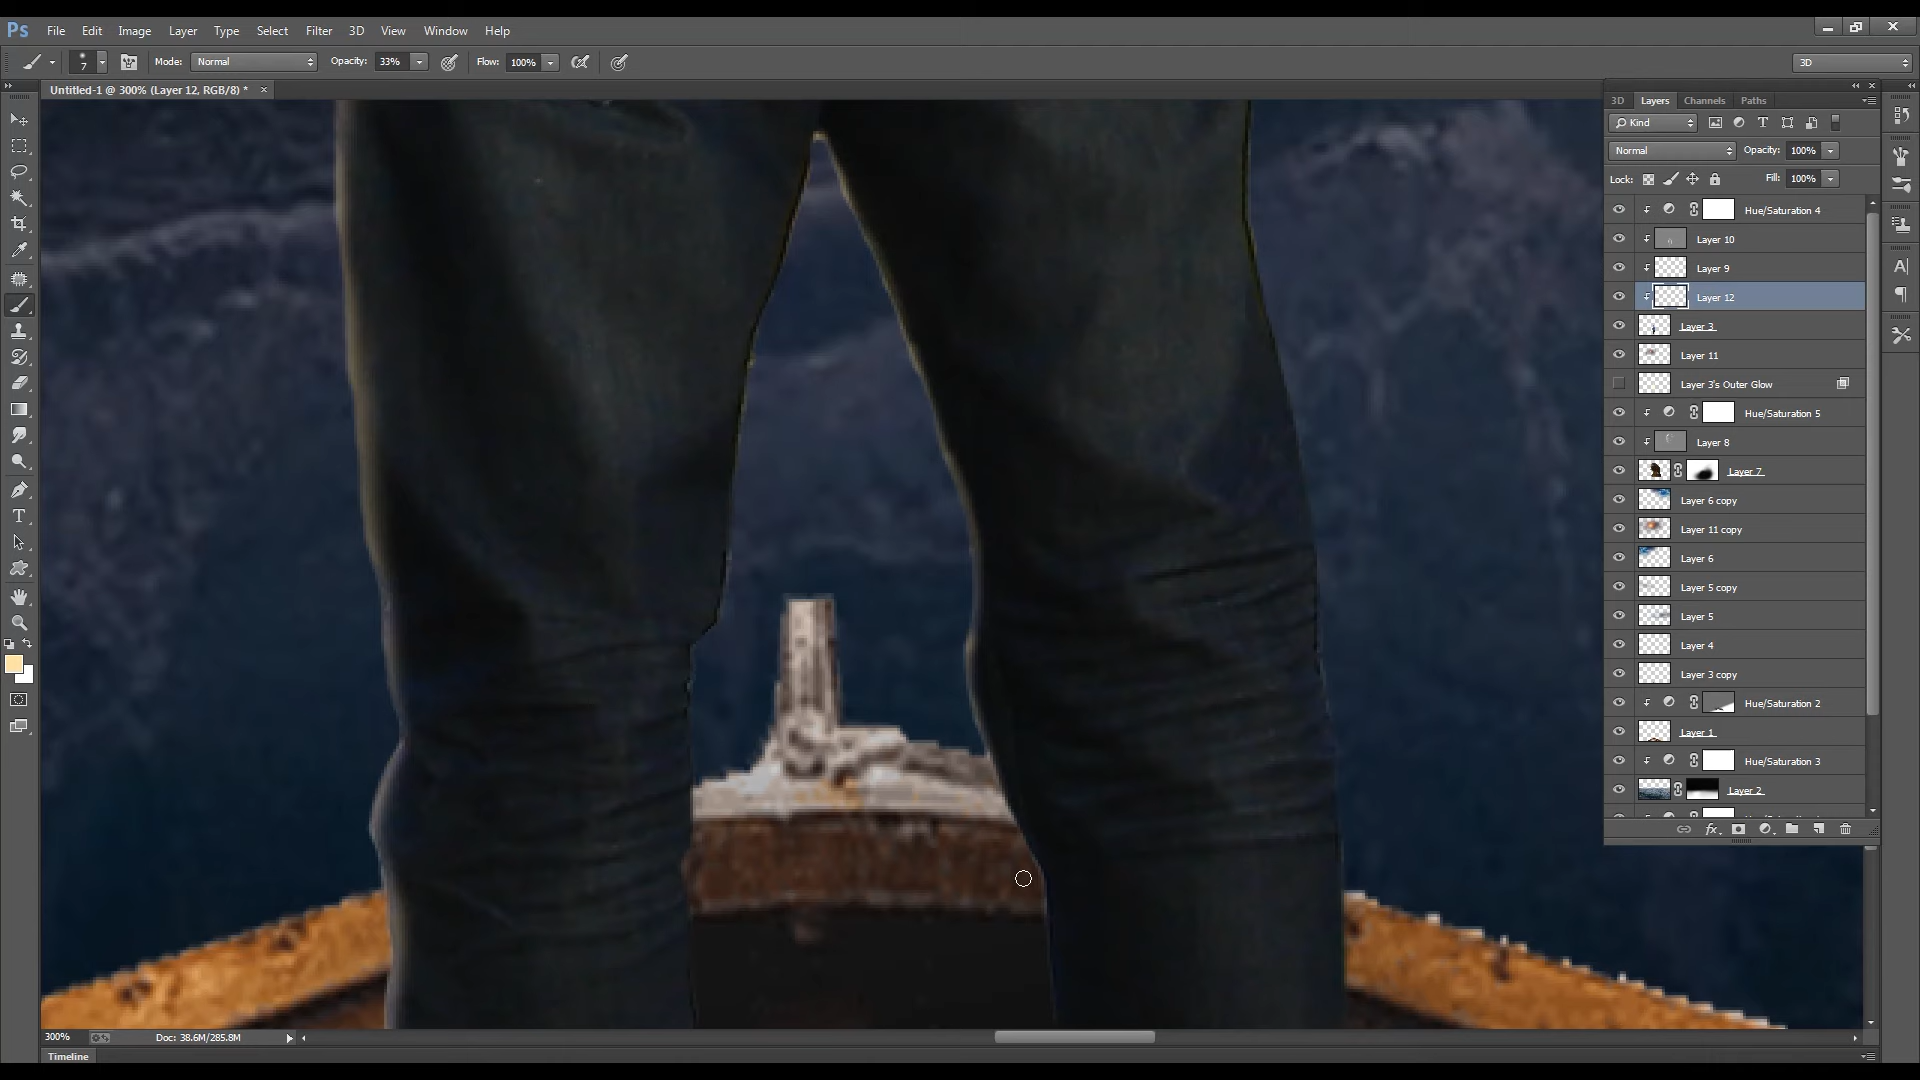 Ps File Edit Image Layer Type Select Filter 3D View Window Help
7 Mode: Normal Opacity: 33% Flow: 100% 3D
Untitled-1 @ 300% (Layer 12, RGB/8) * ×
3D Layers Channels Paths
Kind
Normal Opacity: 100%
Lock: Fill: 100%
Hue/Saturation 4
Layer 10
Layer 9
Layer 12
Layer 3
Layer 11
Layer 3's Outer Glow
Hue/Saturation 5
Layer 8
Layer 7
Layer 6 copy
Layer 11 copy
Layer 6
Layer 5 copy
Layer 5
Layer 4
Layer 3 copy
Hue/Saturation 2
Layer 1
Hue/Saturation 3
Layer 2
fx
300% Doc: 38.6M/285.8M
Timeline